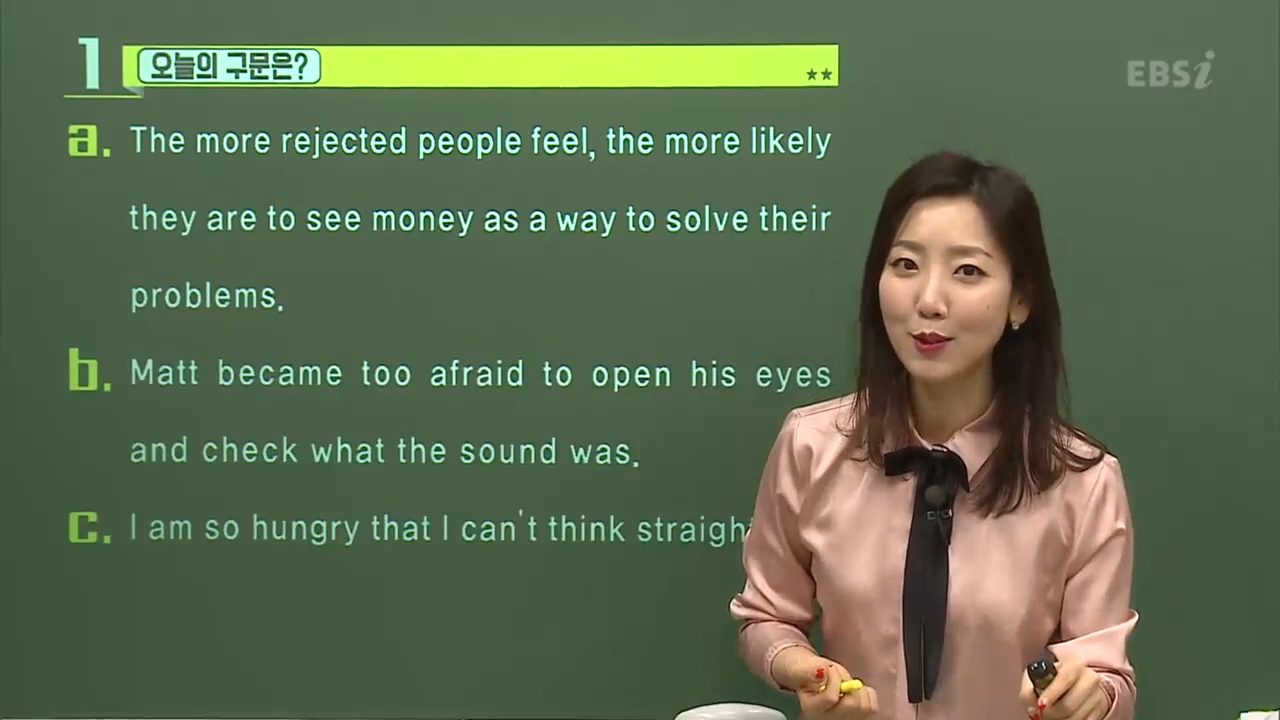 1 오늘의 구문은? ★★
EBSi
a. The more rejected people feel, the more likely
they are to see money as a way to solve their
problems.
b. Matt became too afraid to open his eyes
and check what the sound was.
c. I am so hungry that I can't think